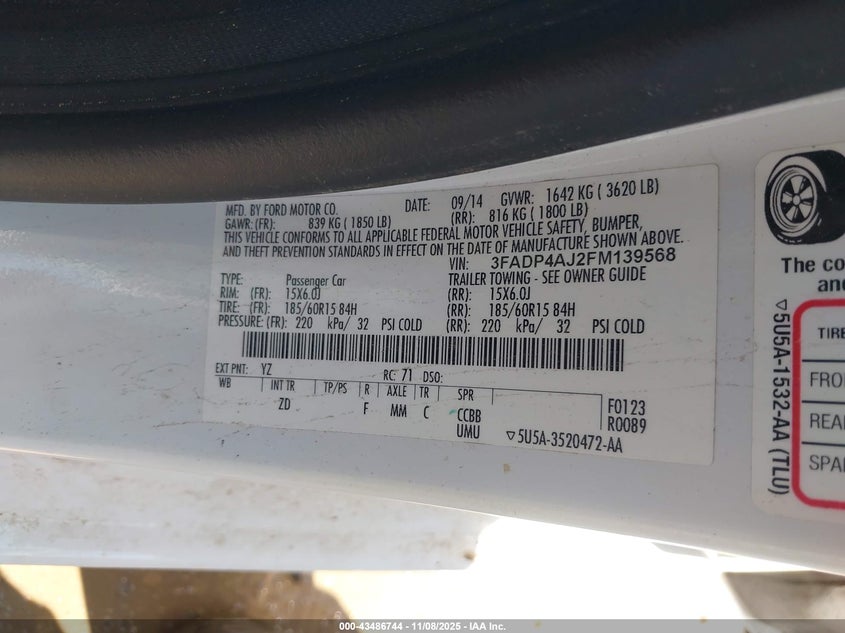 MFD. BY FORD MOTOR CO. DATE: 09/14 GVWR: 1642 KG ( 3620 LB)
GAWR: (FR): 839 KG ( 1850 LB) (RR): 816 KG ( 1800 LB)
THIS VEHICLE CONFORMS TO ALL APPLICABLE FEDERAL MOTOR VEHICLE SAFETY, BUMPER,
AND THEFT PREVENTION STANDARDS IN EFFECT ON THE DATE OF MANUFACTURE SHOWN ABOVE.
VIN: 3FADP4AJ2FM139568
TYPE: Passenger Car TRAILER TOWING - SEE OWNER GUIDE
RIM: (FR): 15X6.0J (RR): 15X6.0J
TIRE: (FR): 185/60R15 84H (RR): 185/60R15 84H
PRESSURE: (FR): 220 kPa/ 32 PSI COLD (RR): 220 kPa/ 32 PSI COLD
EXT PNT: YZ RC: 71 DSO:
WB INT TR TP/PS R AXLE TR SPR
ZD F MM C CCBB F0123
UMU R0089
▽5U5A-3520472-AA
The co
an
▽5U5A-1532-AA (TLU)
TIRE
FRO
REA
SPA
000-43486744 - 11/08/2025 - IAA Inc.